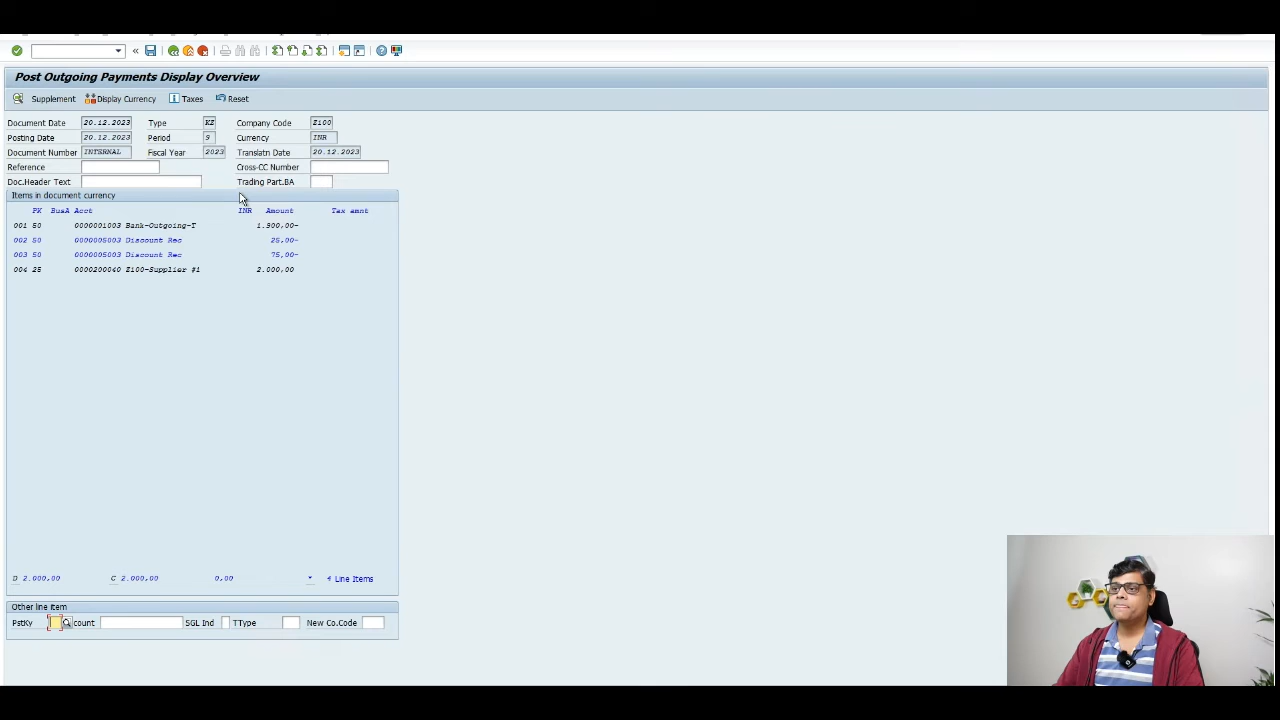 Post Outgoing Payments Display Overview
Supplement Display Currency Taxes Reset
Document Date 20.12.2023 Type KZ Company Code Z100
Posting Date 20.12.2023 Period 9 Currency INR
Document Number INTERNAL Fiscal Year 2023 Translatn Date 20.12.2023
Reference Cross-CC Number
Doc.Header Text Trading Part.BA
Items in document currency
PK BusA Acct INR Amount Tax amnt
001 50 0000001003 Bank-Outgoing-T 1.900,00-
002 50 0000005003 Discount Rec 25,00-
003 50 0000005003 Discount Rec 75,00-
004 25 0000200040 Z100-Supplier #1 2.000,00
D 2.000,00 C 2.000,00 0,00 * 4 Line Items
Other line item
PstKy count SGL Ind TType New Co.Code